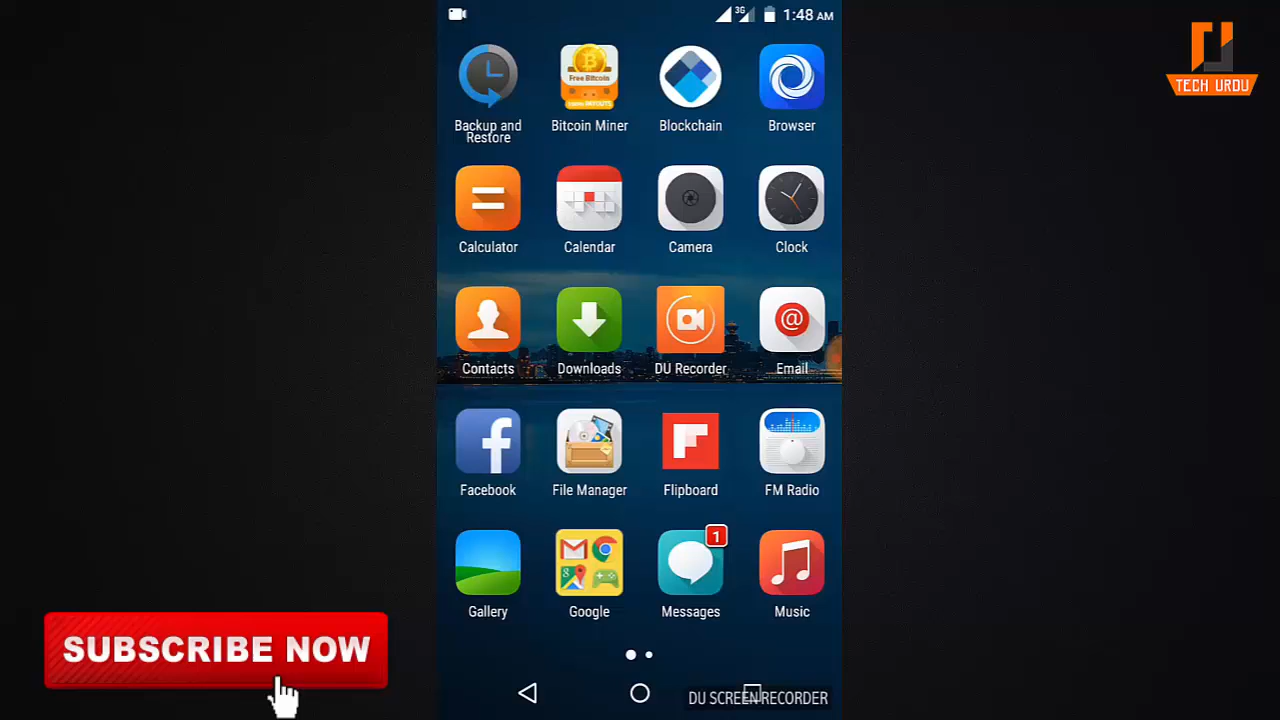 3G 1:48 AM
TECH URDU
Free Bitcoin
Backup and
Restore
Bitcoin Miner
Blockchain
Browser
Calculator
Calendar
Camera
Clock
@
Contacts
Downloads
DU Recorder
Email
Facebook
File Manager
Flipboard
FM Radio
1
Gallery
Google
Messages
Music
SUBSCRIBE NOW
DU SCREEN RECORDER